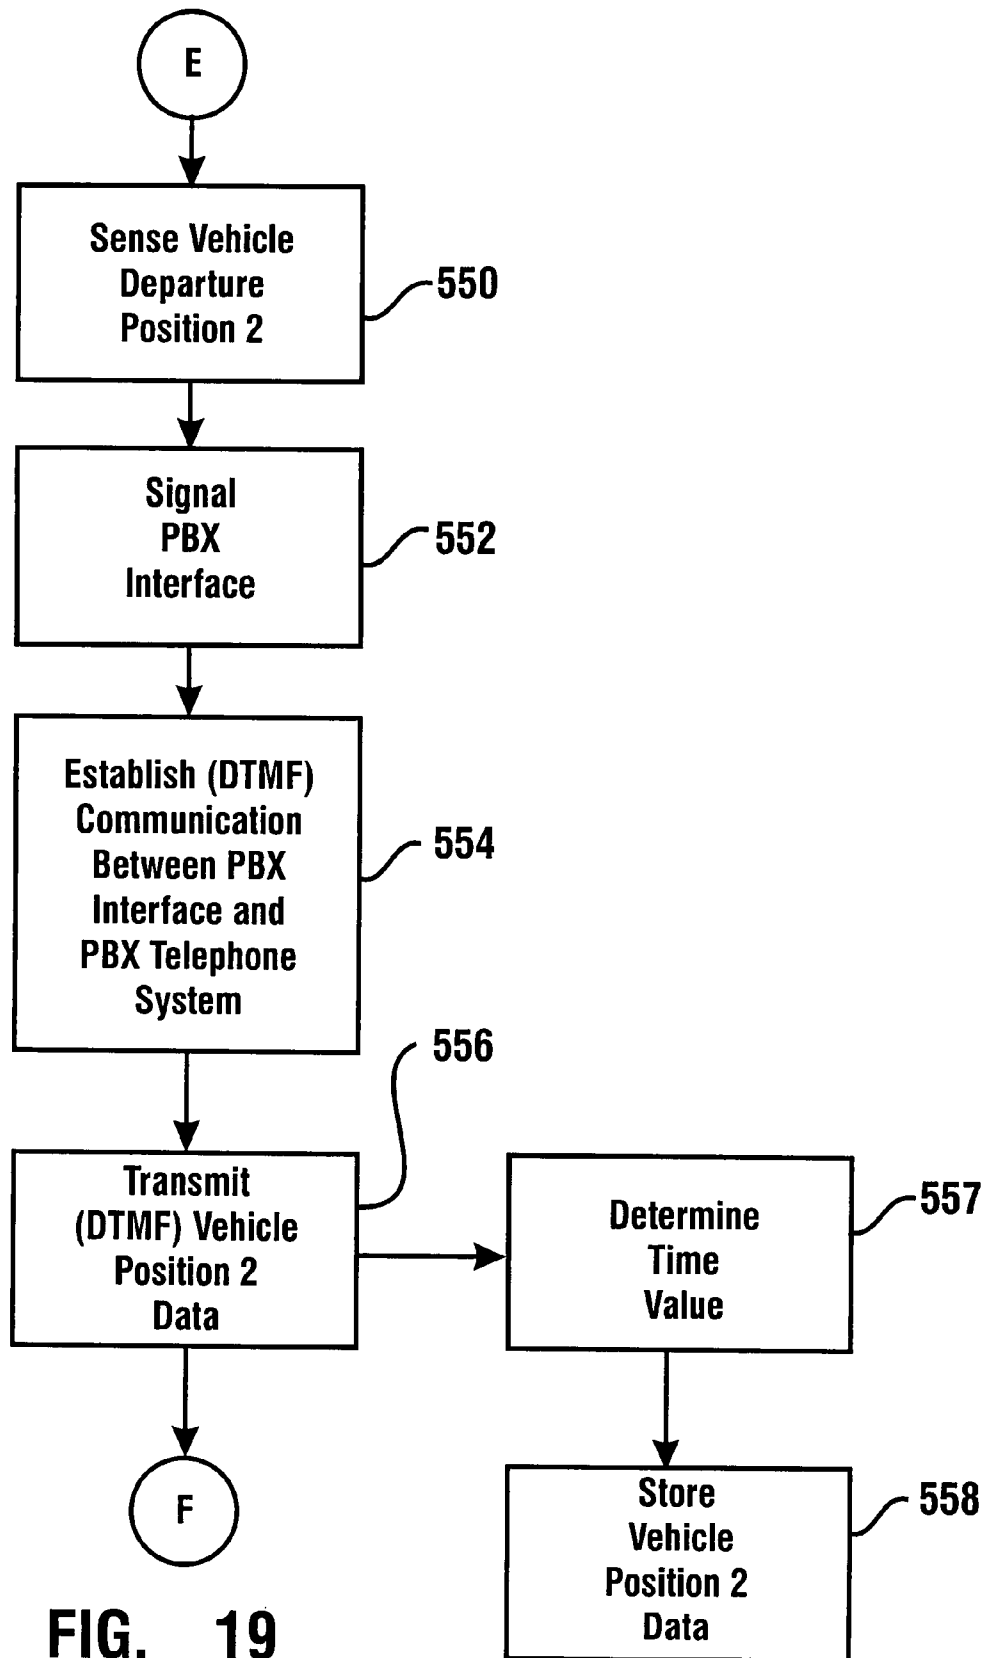 E
Sense Vehicle
Departure
Position 2
550
Signal
PBX
Interface
552
Establish (DTMF)
Communication
Between PBX
Interface and
PBX Telephone
System
554
556
Transmit
(DTMF) Vehicle
Position 2
Data
Determine
Time
Value
557
F
Store
Vehicle
Position 2
Data
558
FIG. 19